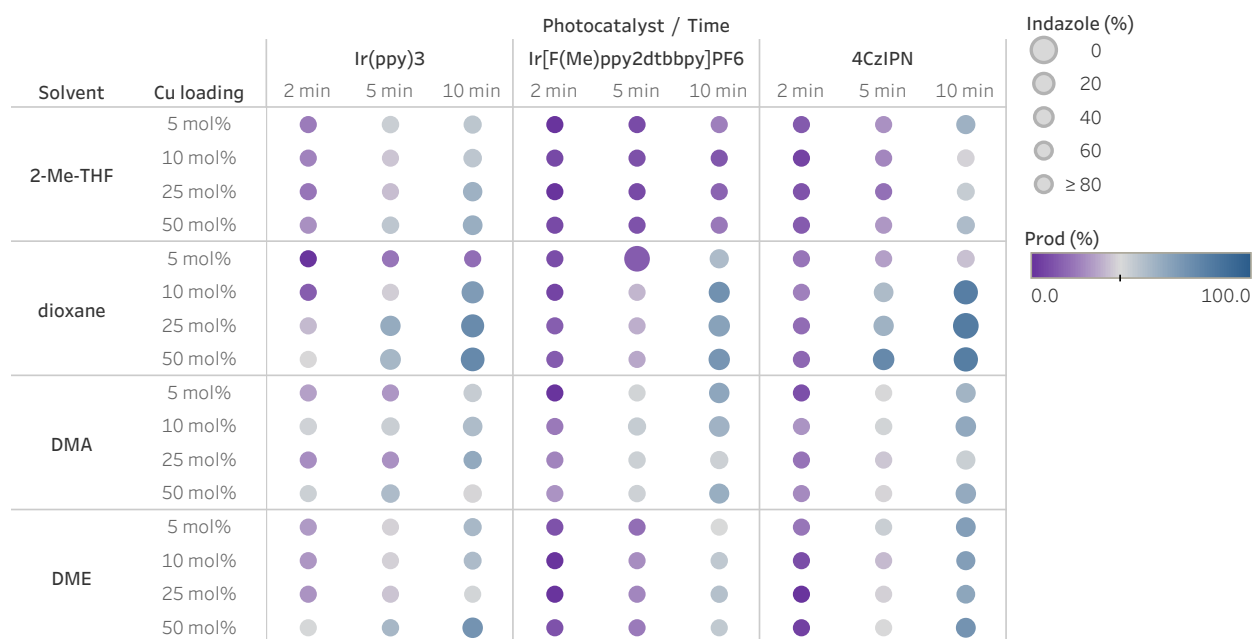 Photocatalyst / Time
Ir(ppy)3 Ir[F(Me)ppy2dtbbpy]PF6 4CzIPN
Solvent Cu loading 2 min 5 min 10 min 2 min 5 min 10 min 2 min 5 min 10 min
2-Me-THF
5 mol%
10 mol%
25 mol%
50 mol%
dioxane
5 mol%
10 mol%
25 mol%
50 mol%
DMA
5 mol%
10 mol%
25 mol%
50 mol%
DME
5 mol%
10 mol%
25 mol%
50 mol%
Indazole (%)
0
20
40
60
≥ 80
Prod (%)
0.0 100.0